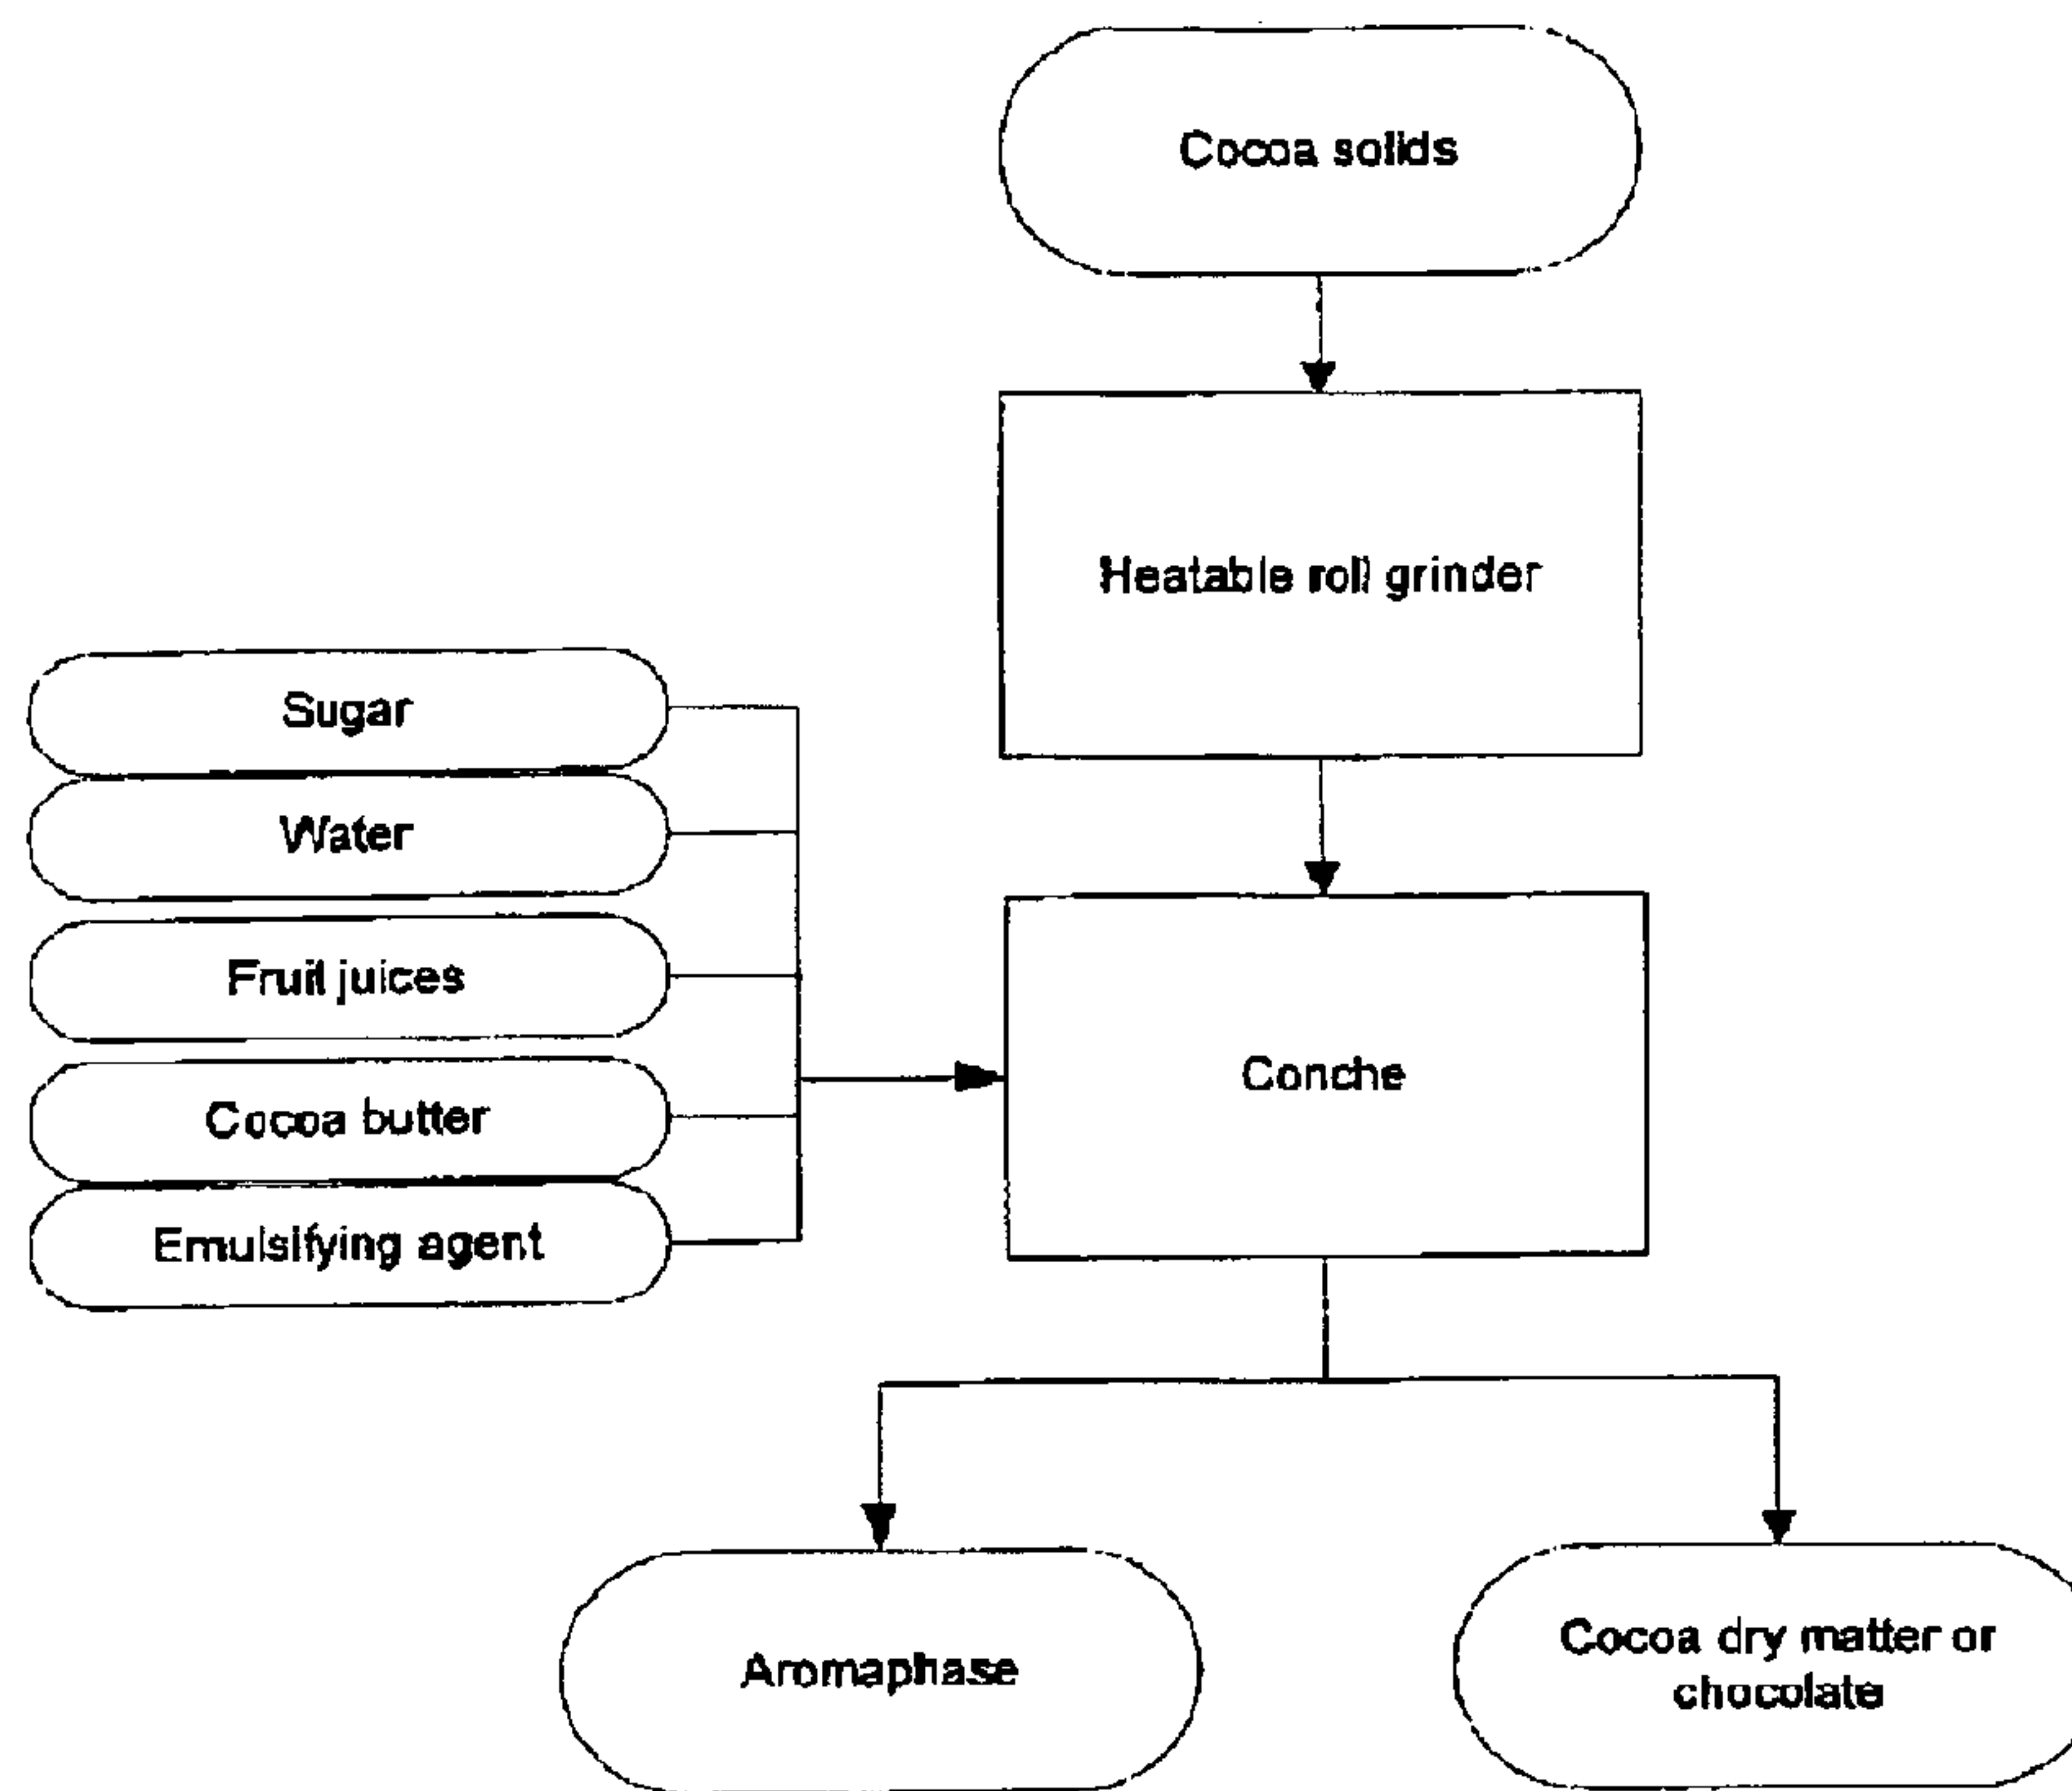 Cocoa solids
Heatable roll grinder
Sugar
Water
Fruit juices
Cocoa butter
Emulsifying agent
Conche
Aromaphase
Cocoa dry matter or
chocolate